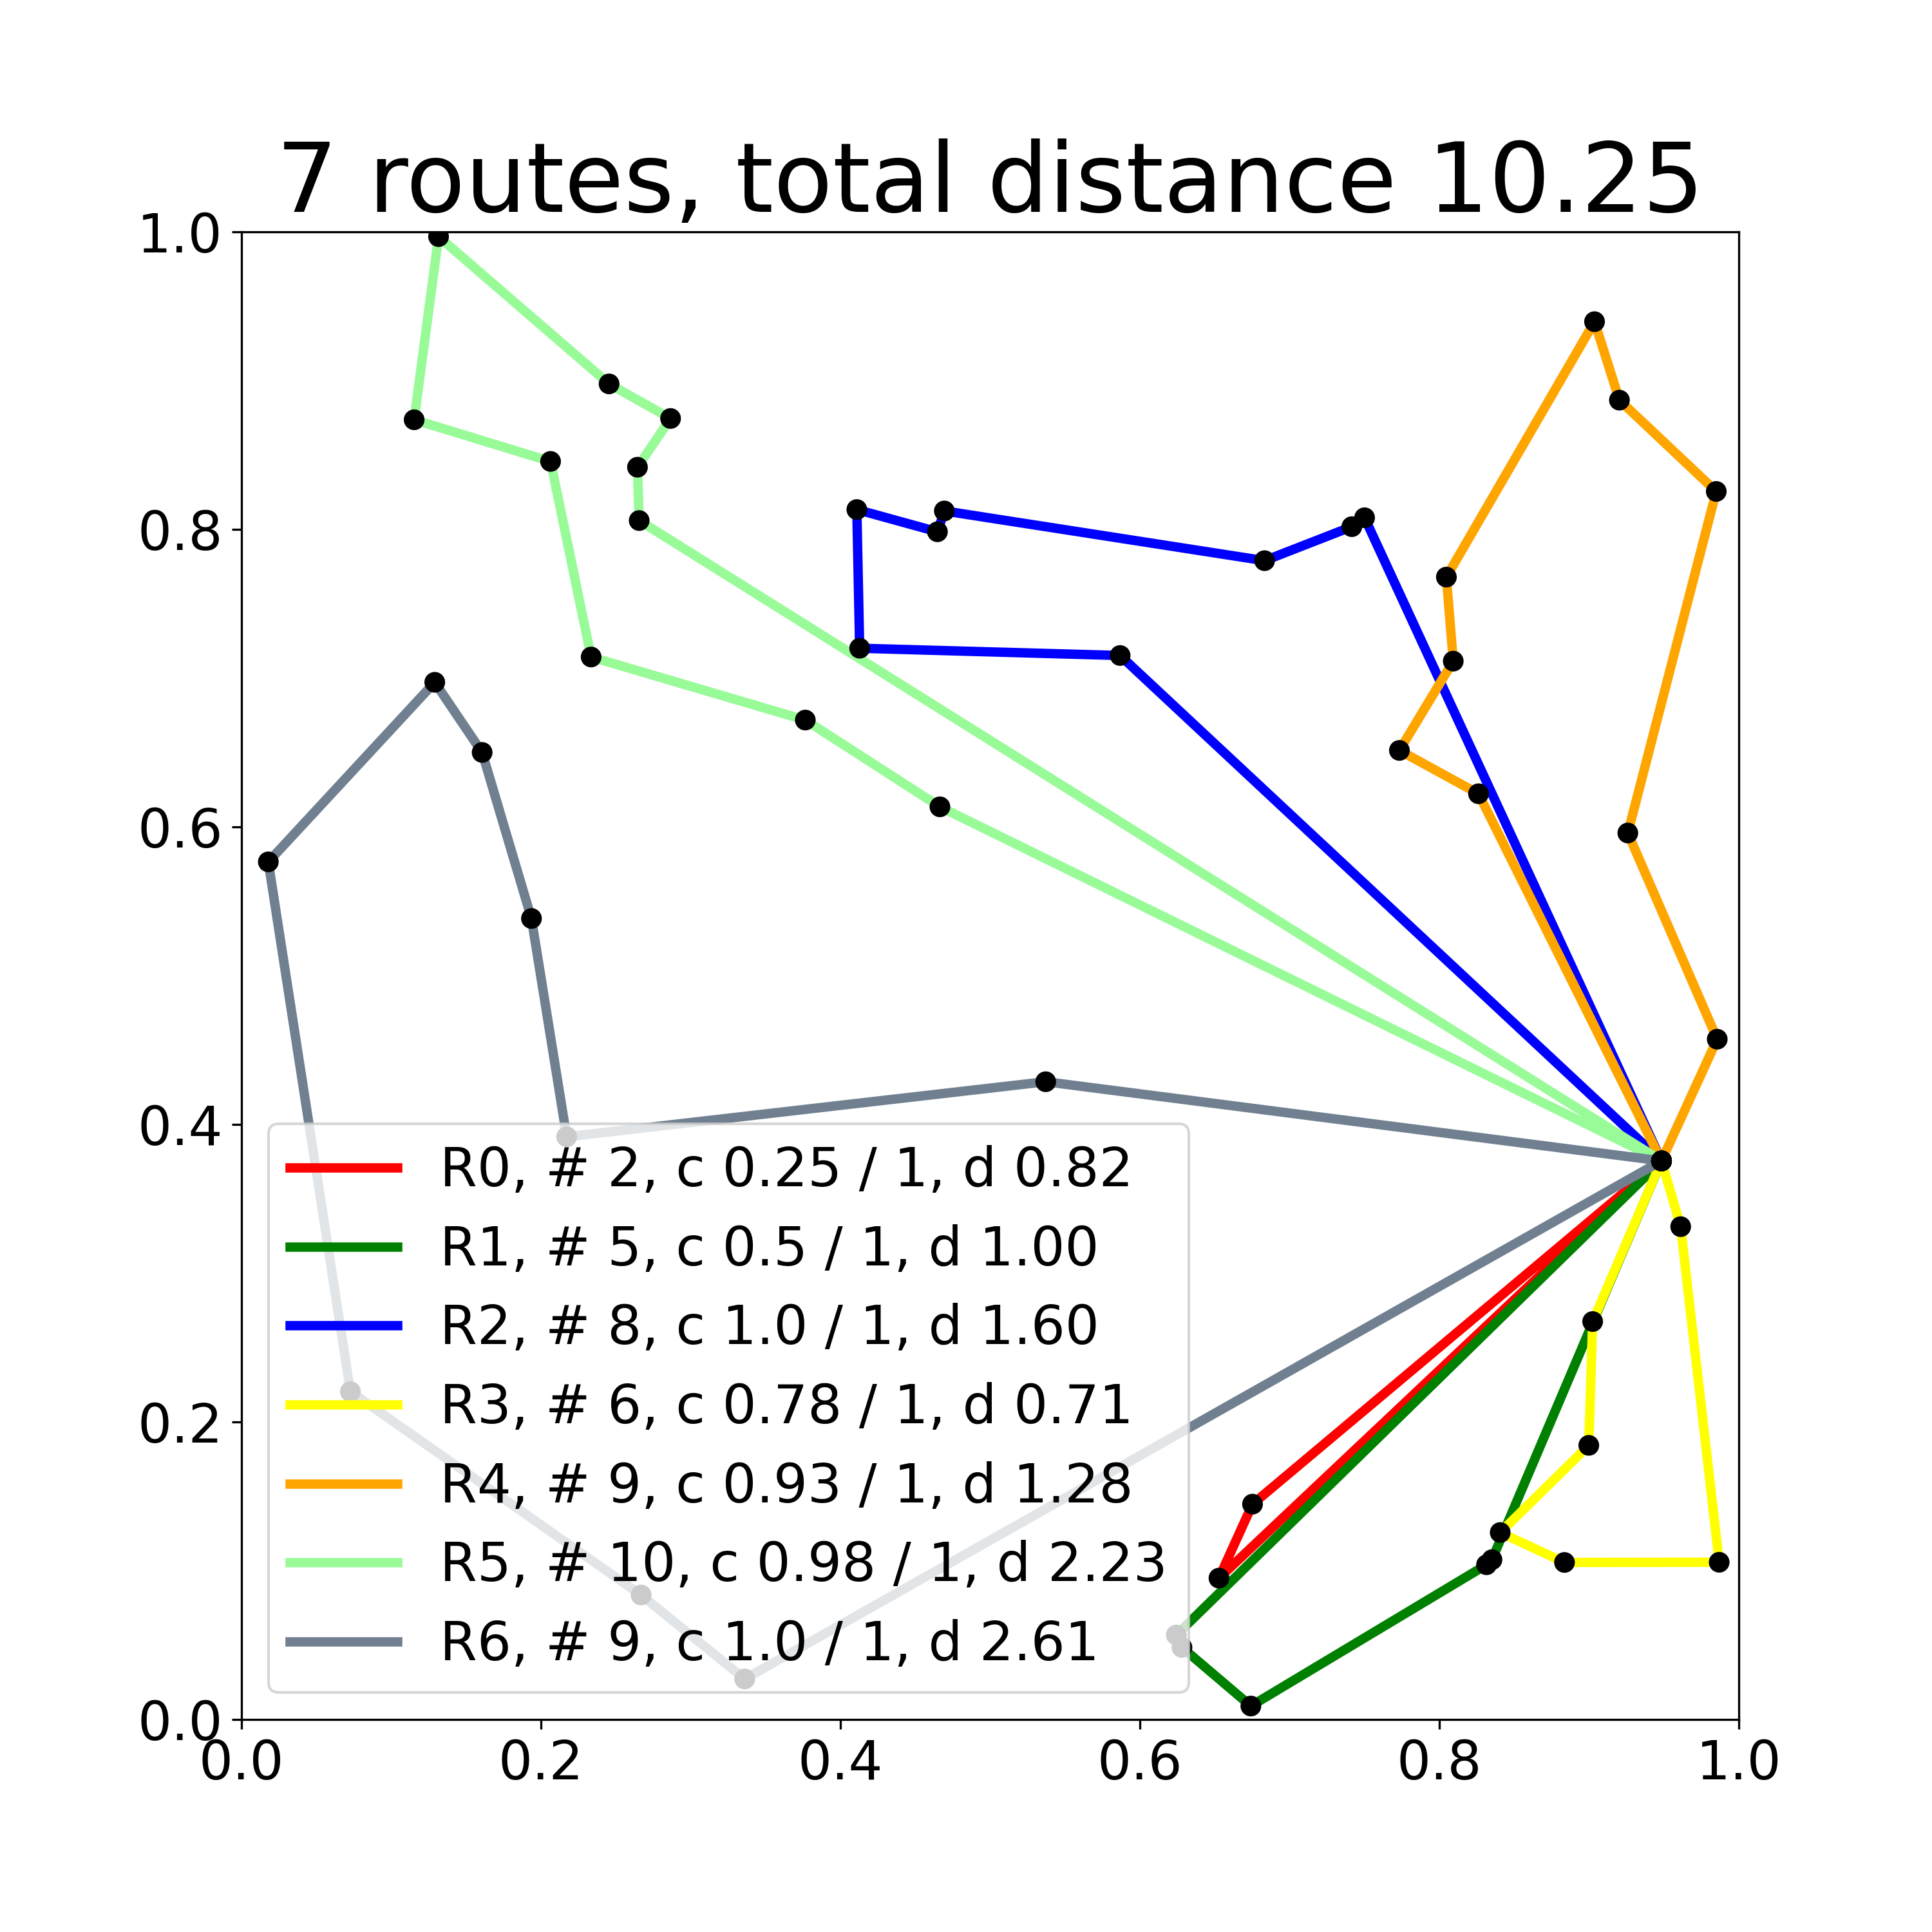 7 routes, total distance 10.25
1.0
0.8
0.6
0.4
0.2
0.0
R0, # 2, c 0.25 / 1, d 0.82
R1, # 5, c 0.5 / 1, d 1.00
R2, # 8, c 1.0 / 1, d 1.60
R3, # 6, c 0.78 / 1, d 0.71
R4, # 9, c 0.93 / 1, d 1.28
R5, # 10, c 0.98 / 1, d 2.23
R6, # 9, c 1.0 / 1, d 2.61
0.0 0.2 0.4 0.6 0.8 1.0